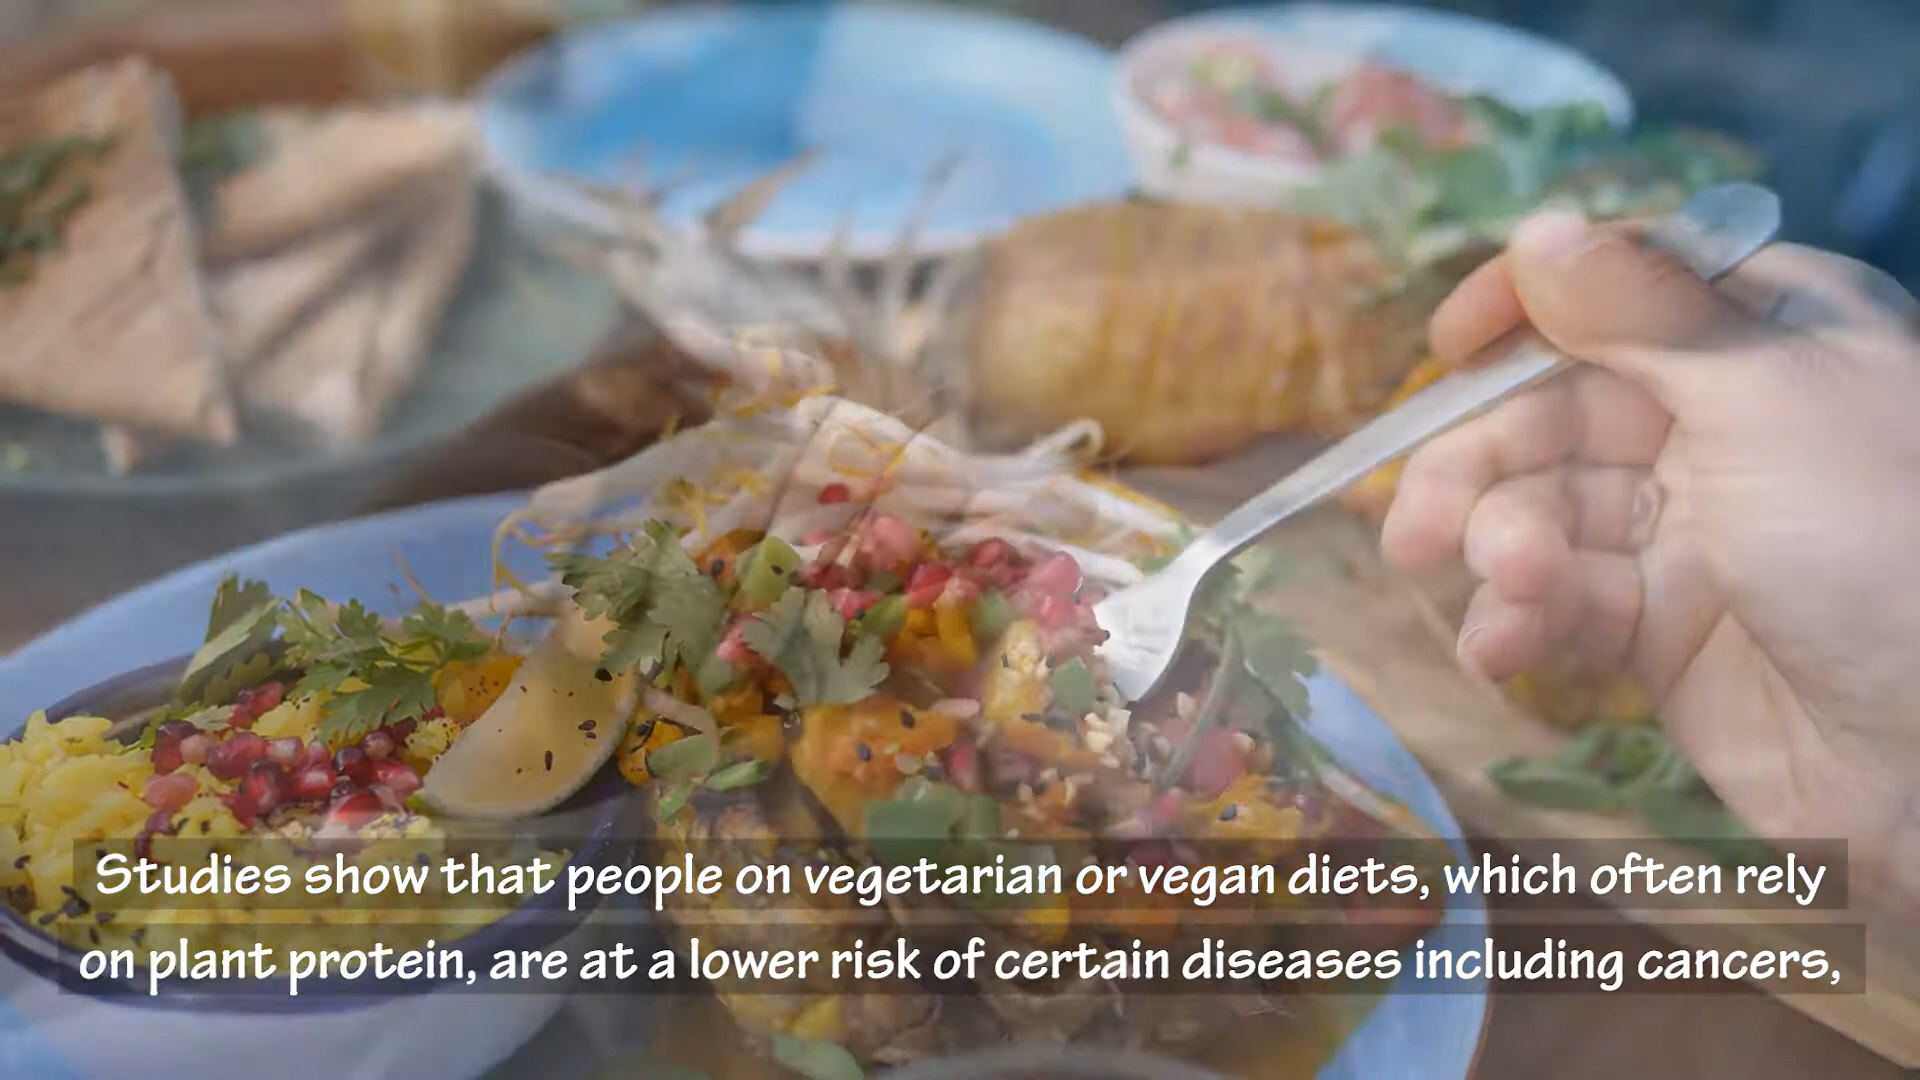 Studies show that people on vegetarian or vegan diets, which often rely
on plant protein, are at a lower risk of certain diseases including cancers,